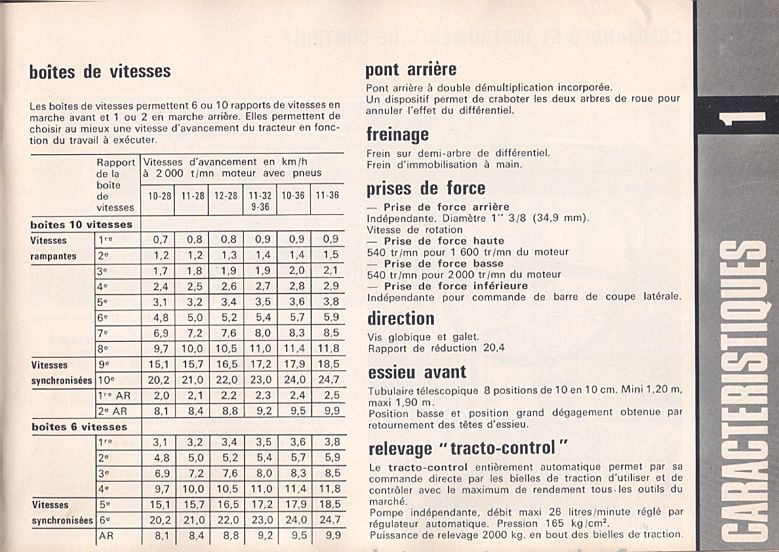 boîtes de vitesses
Les boîtes de vitesses permettent 6 ou 10 rapports de vitesses en
marche avant et 1 ou 2 en marche arrière. Elles permettent de
choisir au mieux une vitesse d'avancement du tracteur en fonc-
tion du travail à exécuter.
Rapport Vitesses d'avancement en km/h
de la à 2 000 t/mn moteur avec pneus
boite
de 10-28 11-28 12-28 11-32 10-36 11-36
vitesses 9-36
boites 10 vitesses
Vitesses 1re 0,7 0,8 0,8 0,9 0,9 0,9
rampantes 2e 1,2 1,2 1,3 1,4 1,4 1,5
3e 1,7 1,8 1,9 1,9 2,0 2,1
4e 2,4 2,5 2,6 2,7 2,8 2,9
5e 3,1 3,2 3,4 3,5 3,6 3,8
6e 4,8 5,0 5,2 5,4 5,7 5,9
7e 6,9 7,2 7,6 8,0 8,3 8,5
8e 9,7 10,0 10,5 11,0 11,4 11,8
Vitesses 9e 15,1 15,7 16,5 17,2 17,9 18,5
synchronisées 10e 20,2 21,0 22,0 23,0 24,0 24,7
1re AR 2,0 2,1 2,2 2,3 2,4 2,5
2e AR 8,1 8,4 8,8 9,2 9,5 9,9
boîtes 6 vitesses
1re 3,1 3,2 3,4 3,5 3,6 3,8
2e 4,8 5,0 5,2 5,4 5,7 5,9
3e 6,9 7,2 7,6 8,0 8,3 8,5
4e 9,7 10,0 10,5 11,0 11,4 11,8
Vitesses 5e 15,1 15,7 16,5 17,2 17,9 18,5
synchronisées 6e 20,2 21,0 22,0 23,0 24,0 24,7
AR 8,1 8,4 8,8 9,2 9,5 9,9
pont arrière
Pont arrière à double démultiplication incorporée.
Un dispositif permet de craboter les deux arbres de roue pour
annuler l'effet du différentiel.
freinage
Frein sur demi-arbre de différentiel.
Frein d'immobilisation à main.
prises de force
— Prise de force arrière
Indépendante. Diamètre 1" 3/8 (34,9 mm).
Vitesse de rotation
— Prise de force haute
540 tr/mn pour 1 600 tr/mn du moteur
— Prise de force basse
540 tr/mn pour 2 000 tr/mn du moteur
— Prise de force inférieure
Indépendante pour commande de barre de coupe latérale.
direction
Vis globique et galet.
Rapport de réduction 20,4
essieu avant
Tubulaire télescopique 8 positions de 10 en 10 cm. Mini 1,20 m,
maxi 1,90 m.
Position basse et position grand dégagement obtenue par
retournement des têtes d'essieu.
relevage "tracto-control"
Le tracto-control entièrement automatique permet par sa
commande directe par les bielles de traction d'utiliser et de
contrôler avec le maximum de rendement tous les outils du
marché.
Pompe indépendante, débit maxi 26 litres/minute réglé par
régulateur automatique. Pression 165 kg/cm².
Puissance de relevage 2000 kg. en bout des bielles de traction.
1
CARACTERISTIQUES